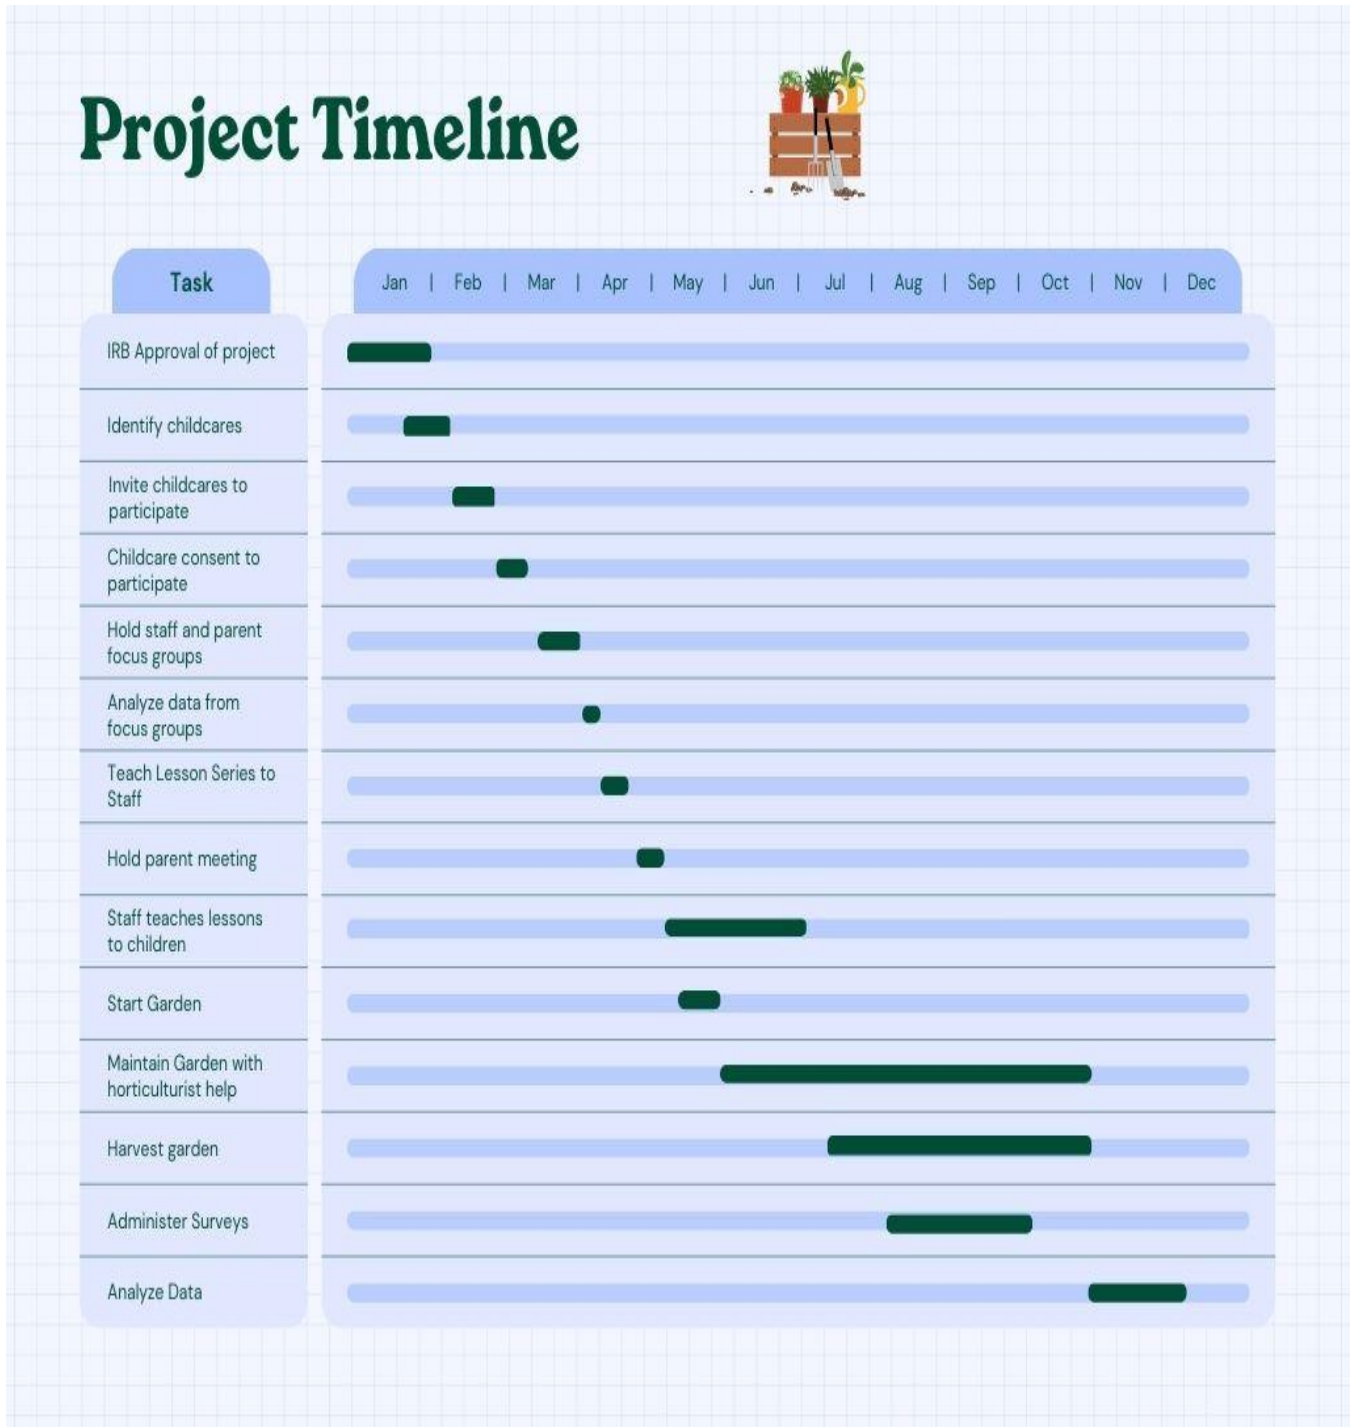 Project Timeline
Task
Jan | Feb | Mar | Apr | May | Jun | Jul | Aug | Sep | Oct | Nov | Dec
IRB Approval of project
Identify childcares
Invite childcares to
participate
Childcare consent to
participate
Hold staff and parent
focus groups
Analyze data from
focus groups
Teach Lesson Series to
Staff
Hold parent meeting
Staff teaches lessons
to children
Start Garden
Maintain Garden with
horticulturist help
Harvest garden
Administer Surveys
Analyze Data